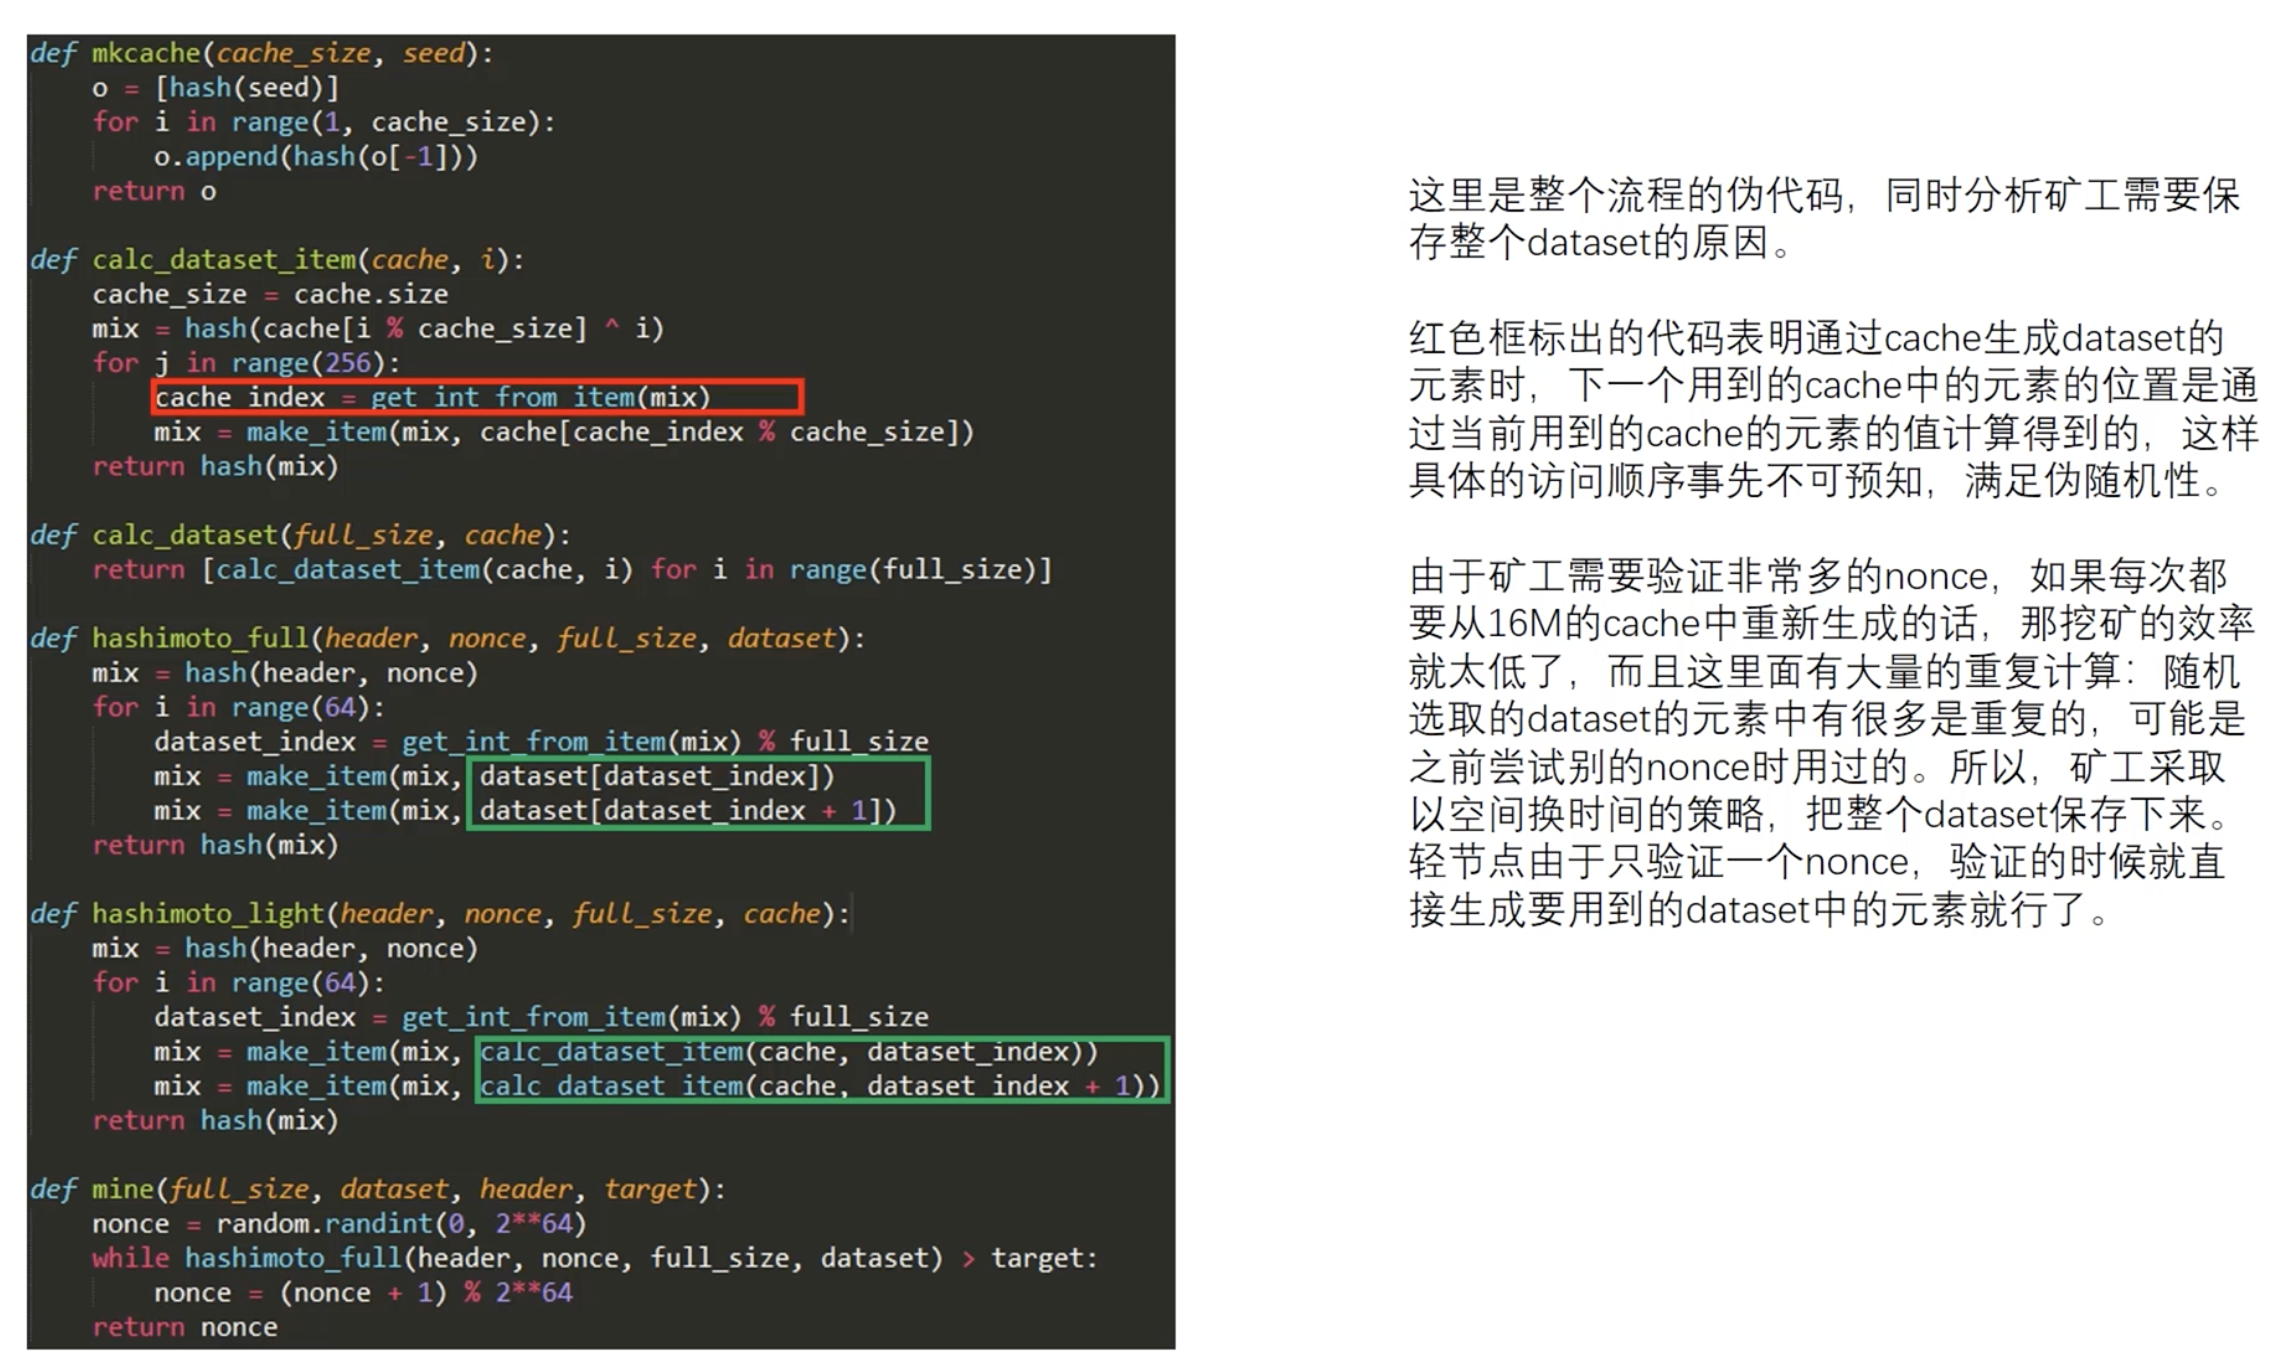 def mkcache(cache_size, seed):
    o = [hash(seed)]
    for i in range(1, cache_size):
        o.append(hash(o[-1]))
    return o

def calc_dataset_item(cache, i):
    cache_size = cache.size
    mix = hash(cache[i % cache_size] ^ i)
    for j in range(256):
        cache_index = get_int_from_item(mix)
        mix = make_item(mix, cache[cache_index % cache_size])
    return hash(mix)

def calc_dataset(full_size, cache):
    return [calc_dataset_item(cache, i) for i in range(full_size)]

def hashimoto_full(header, nonce, full_size, dataset):
    mix = hash(header, nonce)
    for i in range(64):
        dataset_index = get_int_from_item(mix) % full_size
        mix = make_item(mix, dataset[dataset_index])
        mix = make_item(mix, dataset[dataset_index + 1])
    return hash(mix)

def hashimoto_light(header, nonce, full_size, cache):
    mix = hash(header, nonce)
    for i in range(64):
        dataset_index = get_int_from_item(mix) % full_size
        mix = make_item(mix, calc_dataset_item(cache, dataset_index))
        mix = make_item(mix, calc_dataset_item(cache, dataset_index + 1))
    return hash(mix)

def mine(full_size, dataset, header, target):
    nonce = random.randint(0, 2**64)
    while hashimoto_full(header, nonce, full_size, dataset) > target:
        nonce = (nonce + 1) % 2**64
    return nonce

这里是整个流程的伪代码，同时分析矿工需要保
存整个dataset的原因。

红色框标出的代码表明通过cache生成dataset的
元素时，下一个用到的cache中的元素的位置是通
过当前用到的cache的元素的值计算得到的，这样
具体的访问顺序事先不可预知，满足伪随机性。

由于矿工需要验证非常多的nonce，如果每次都
要从16M的cache中重新生成的话，那挖矿的效率
就太低了，而且这里面有大量的重复计算：随机
选取的dataset的元素中有很多是重复的，可能是
之前尝试别的nonce时用过的。所以，矿工采取
以空间换时间的策略，把整个dataset保存下来。
轻节点由于只验证一个nonce，验证的时候就直
接生成要用到的dataset中的元素就行了。